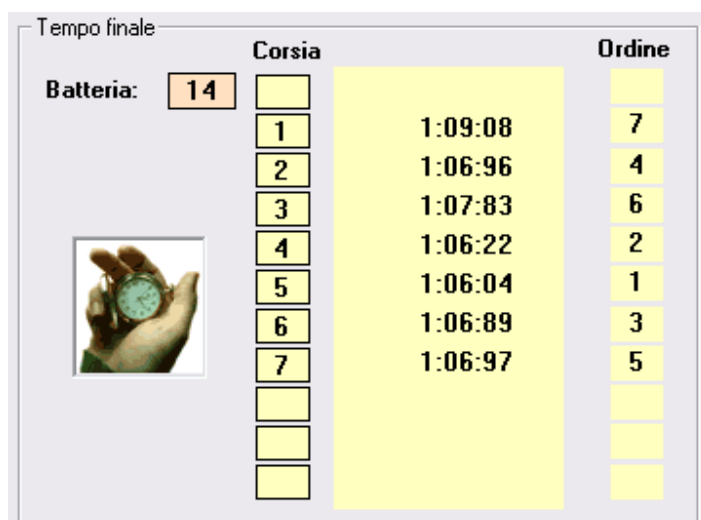 Tempo finale
Corsia Ordine
Batteria: 14
1 1:09:08 7
2 1:06:96 4
3 1:07:83 6
4 1:06:22 2
5 1:06:04 1
6 1:06:89 3
7 1:06:97 5